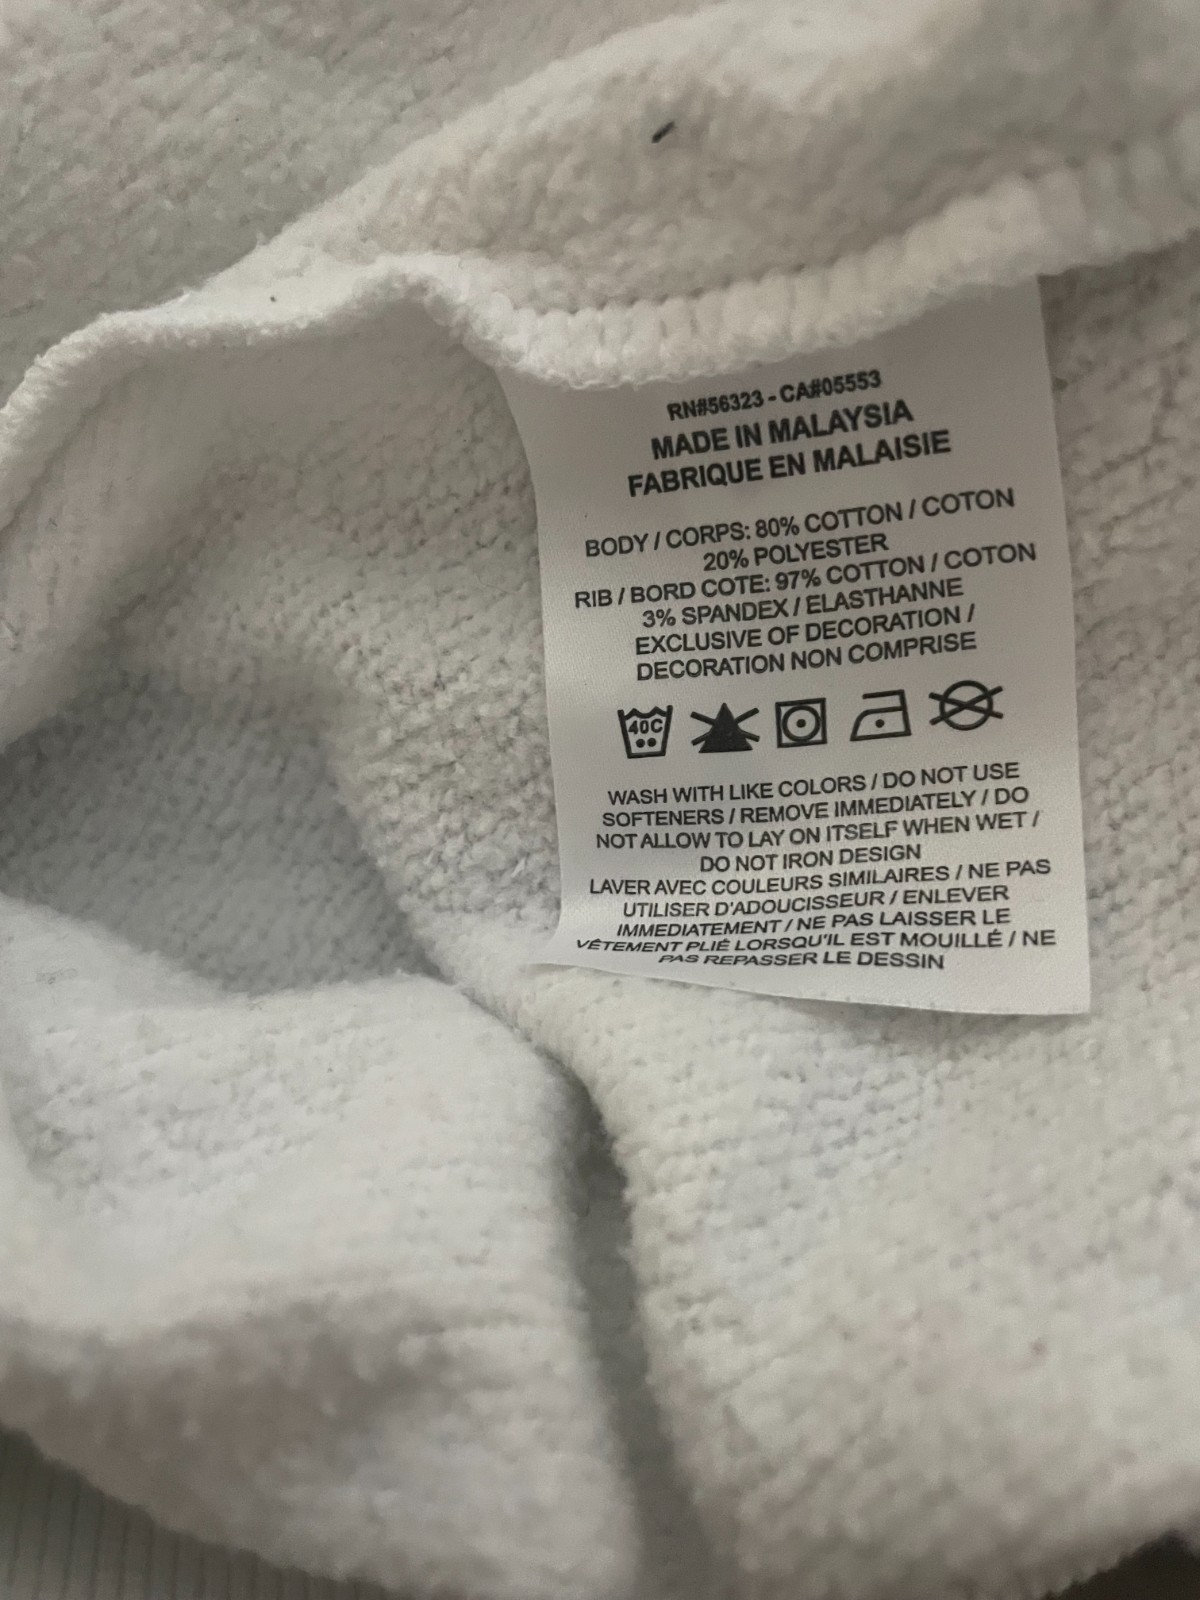 RN#56323 - CA#05553
MADE IN MALAYSIA
FABRIQUE EN MALAISIE
BODY / CORPS: 80% COTTON / COTON
20% POLYESTER
RIB / BORD COTE: 97% COTTON / COTON
3% SPANDEX / ELASTHANNE
EXCLUSIVE OF DECORATION /
DECORATION NON COMPRISE
40C
WASH WITH LIKE COLORS / DO NOT USE
SOFTENERS / REMOVE IMMEDIATELY / DO
NOT ALLOW TO LAY ON ITSELF WHEN WET /
DO NOT IRON DESIGN
LAVER AVEC COULEURS SIMILAIRES / NE PAS
UTILISER D'ADOUCISSEUR / ENLEVER
IMMEDIATEMENT / NE PAS LAISSER LE
VÊTEMENT PLIÉ LORSQU'IL EST MOUILLÉ / NE
PAS REPASSER LE DESSIN